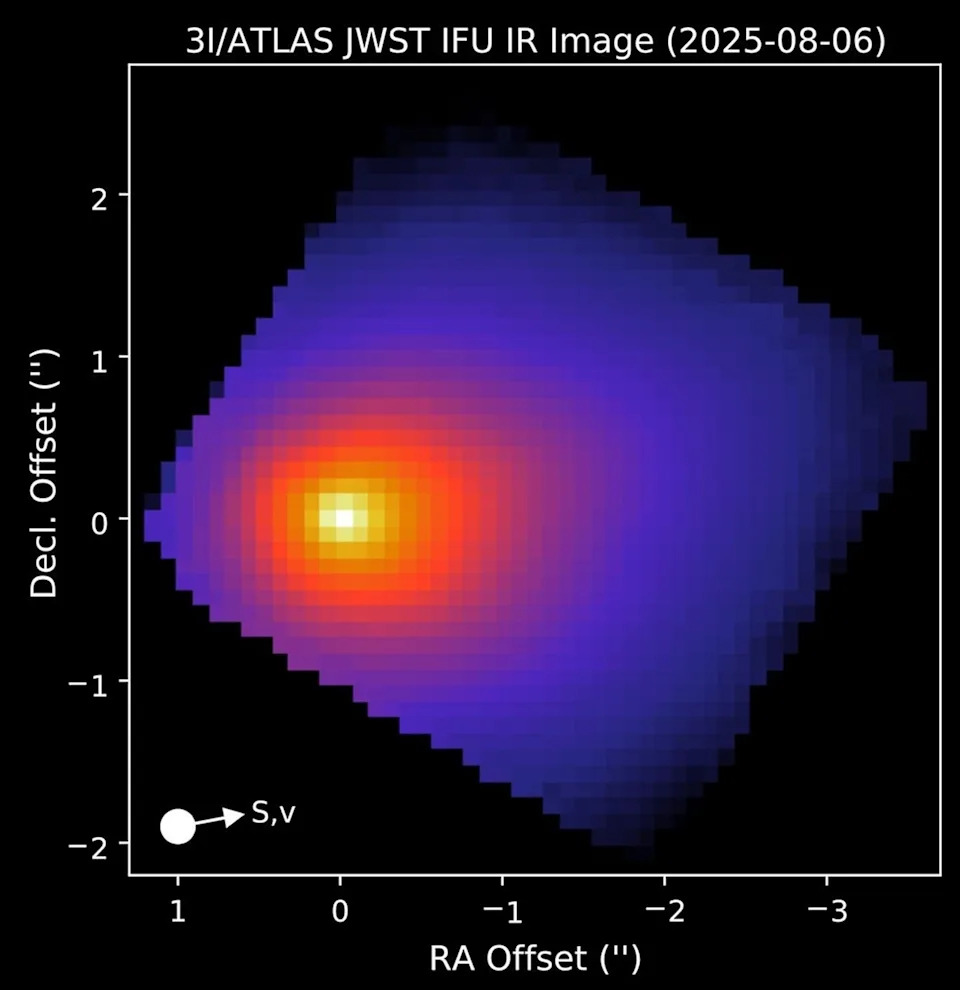 3I/ATLAS JWST IFU IR Image (2025-08-06)
Decl. Offset ('')
2
1
0
−1
−2
S,v
1
0
−1
−2
−3
RA Offset ('')